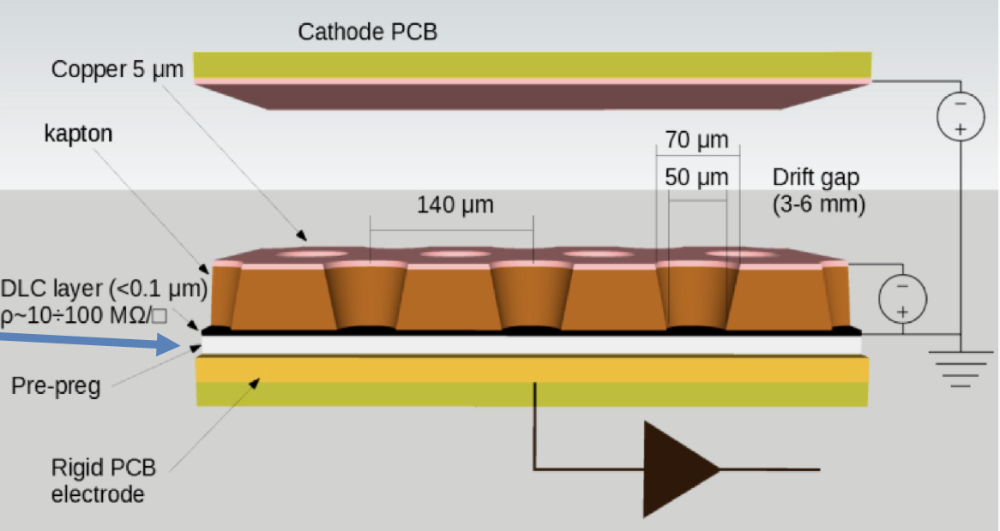 Cathode PCB
Copper 5 μm
kapton
70 μm
50 μm
Drift gap
(3-6 mm)
140 μm
DLC layer (<0.1 μm)
ρ~10÷100 MΩ/□
Pre-preg
Rigid PCB
electrode
−
+
−
+